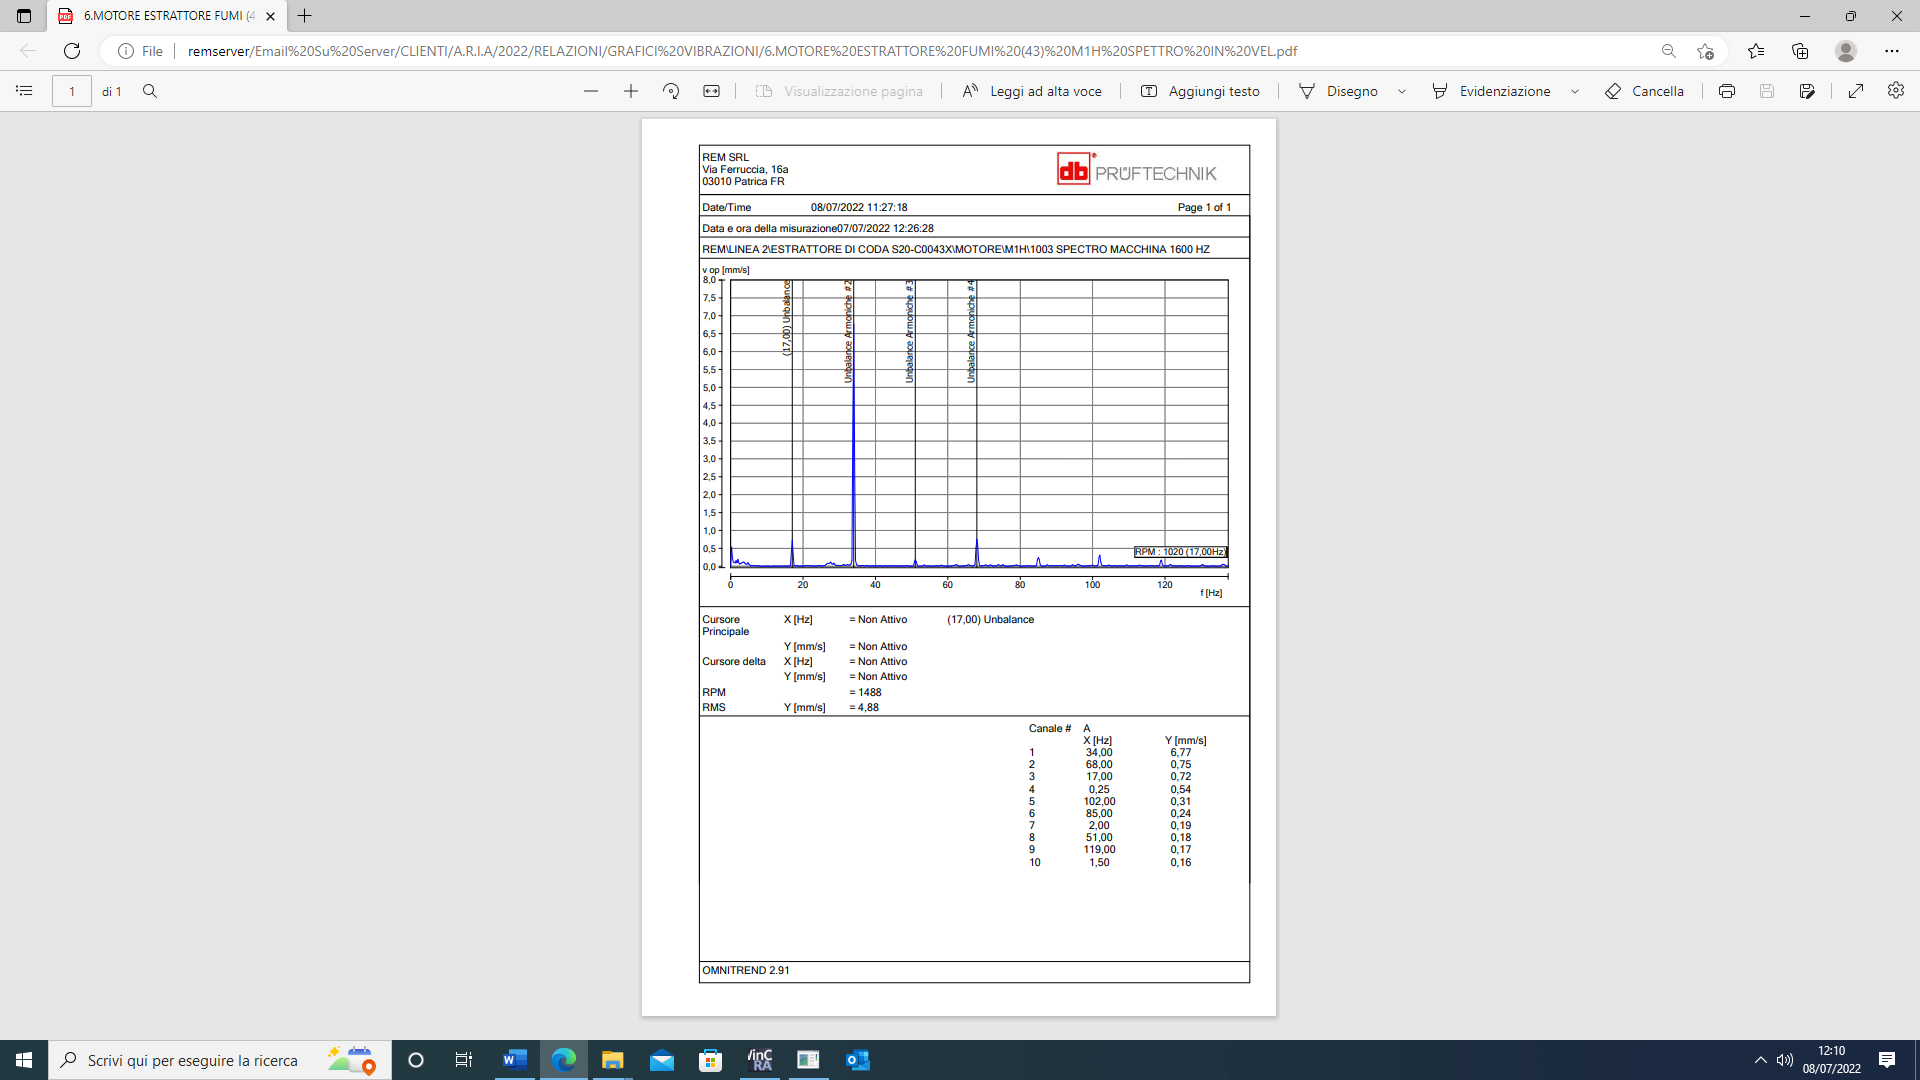 6.MOTORE ESTRATTORE FUMI (4
File
remserver/Email%20Su%20Server/CLIENTI/A.R.I.A/2022/RELAZIONI/GRAFICI%20VIBRAZIONI/6.MOTORE%20ESTRATTORE%20FUMI%20(43)%20M1H%20SPETTRO%20IN%20VEL.pdf
1 di 1
Visualizzazione pagina
Leggi ad alta voce
Aggiungi testo
Disegno
Evidenziazione
Cancella
REM SRL
Via Ferruccia, 16a
03010 Patrica FR
db PRÜFTECHNIK
Date/Time 08/07/2022 11:27:18 Page 1 of 1
Data e ora della misurazione07/07/2022 12:26:28
REM\LINEA 2\ESTRATTORE DI CODA S20-C0043X\MOTORE\M1H\1003 SPECTRO MACCHINA 1600 HZ
v op [mm/s]
8,0
7,5
7,0
6,5
6,0
5,5
5,0
4,5
4,0
3,5
3,0
2,5
2,0
1,5
1,0
0,5
0,0
(17,00) Unbalance
Unbalance Armoniche #2
Unbalance Armoniche #3
Unbalance Armoniche #4
RPM : 1020 (17,00Hz)
0 20 40 60 80 100 120
f [Hz]
Cursore Principale X [Hz] = Non Attivo (17,00) Unbalance
Y [mm/s] = Non Attivo
Cursore delta X [Hz] = Non Attivo
Y [mm/s] = Non Attivo
RPM = 1488
RMS Y [mm/s] = 4,88
Canale # A
X [Hz] Y [mm/s]
1 34,00 6,77
2 68,00 0,75
3 17,00 0,72
4 0,25 0,54
5 102,00 0,31
6 85,00 0,24
7 2,00 0,19
8 51,00 0,18
9 119,00 0,17
10 1,50 0,16
OMNITREND 2.91
Scrivi qui per eseguire la ricerca
12:10
08/07/2022